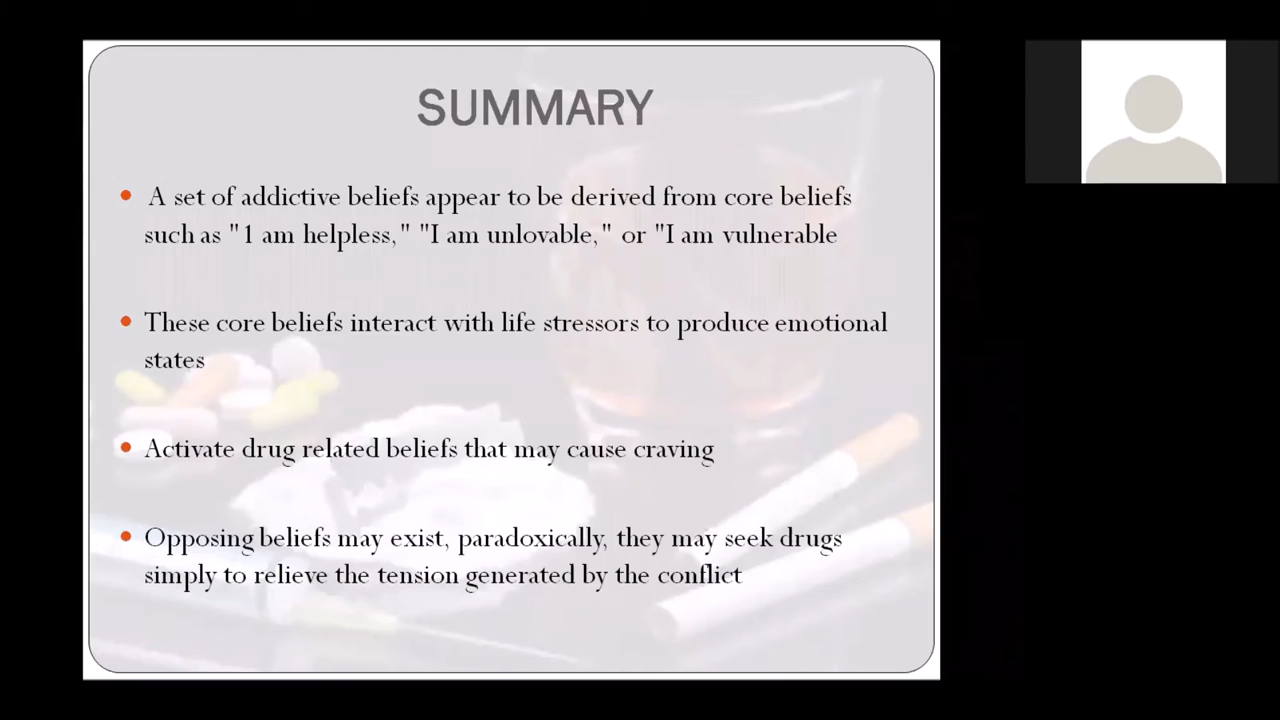 SUMMARY
A set of addictive beliefs appear to be derived from core beliefs
such as "1 am helpless," "I am unlovable," or "I am vulnerable
These core beliefs interact with life stressors to produce emotional
states
Activate drug related beliefs that may cause craving
Opposing beliefs may exist, paradoxically, they may seek drugs
simply to relieve the tension generated by the conflict